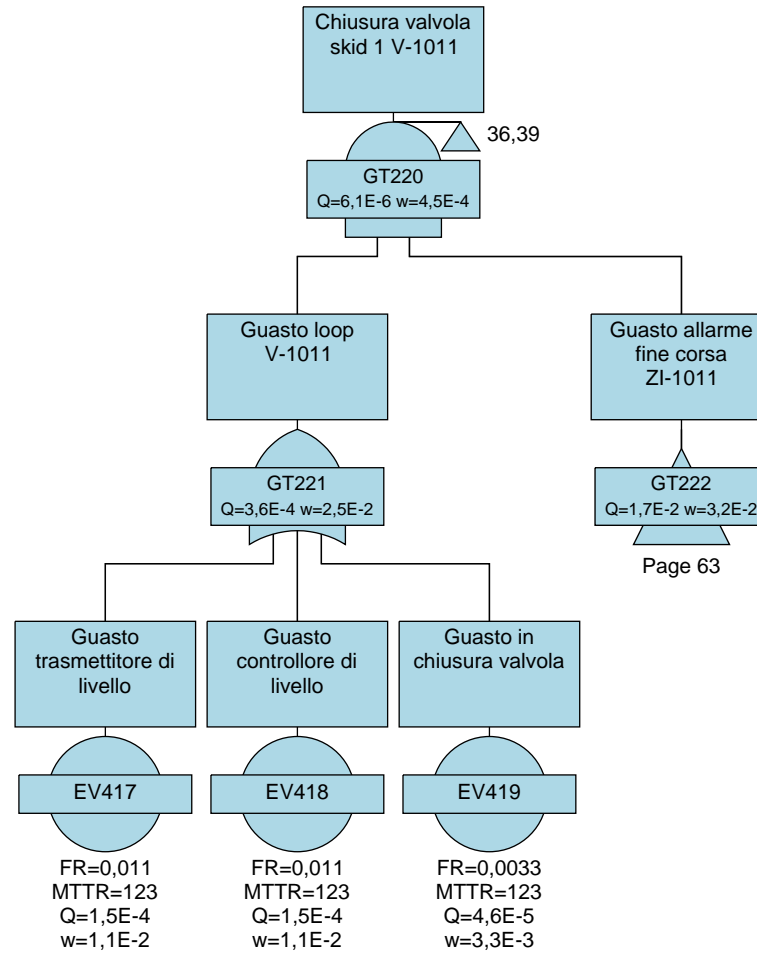 Chiusura valvola
skid 1 V-1011
36,39
GT220
Q=6,1E-6 w=4,5E-4
Guasto loop
V-1011
Guasto allarme
fine corsa
ZI-1011
GT221
Q=3,6E-4 w=2,5E-2
GT222
Q=1,7E-2 w=3,2E-2
Page 63
Guasto
trasmettitore di
livello
Guasto
controllore di
livello
Guasto in
chiusura valvola
EV417
EV418
EV419
FR=0,011
MTTR=123
Q=1,5E-4
w=1,1E-2
FR=0,011
MTTR=123
Q=1,5E-4
w=1,1E-2
FR=0,0033
MTTR=123
Q=4,6E-5
w=3,3E-3